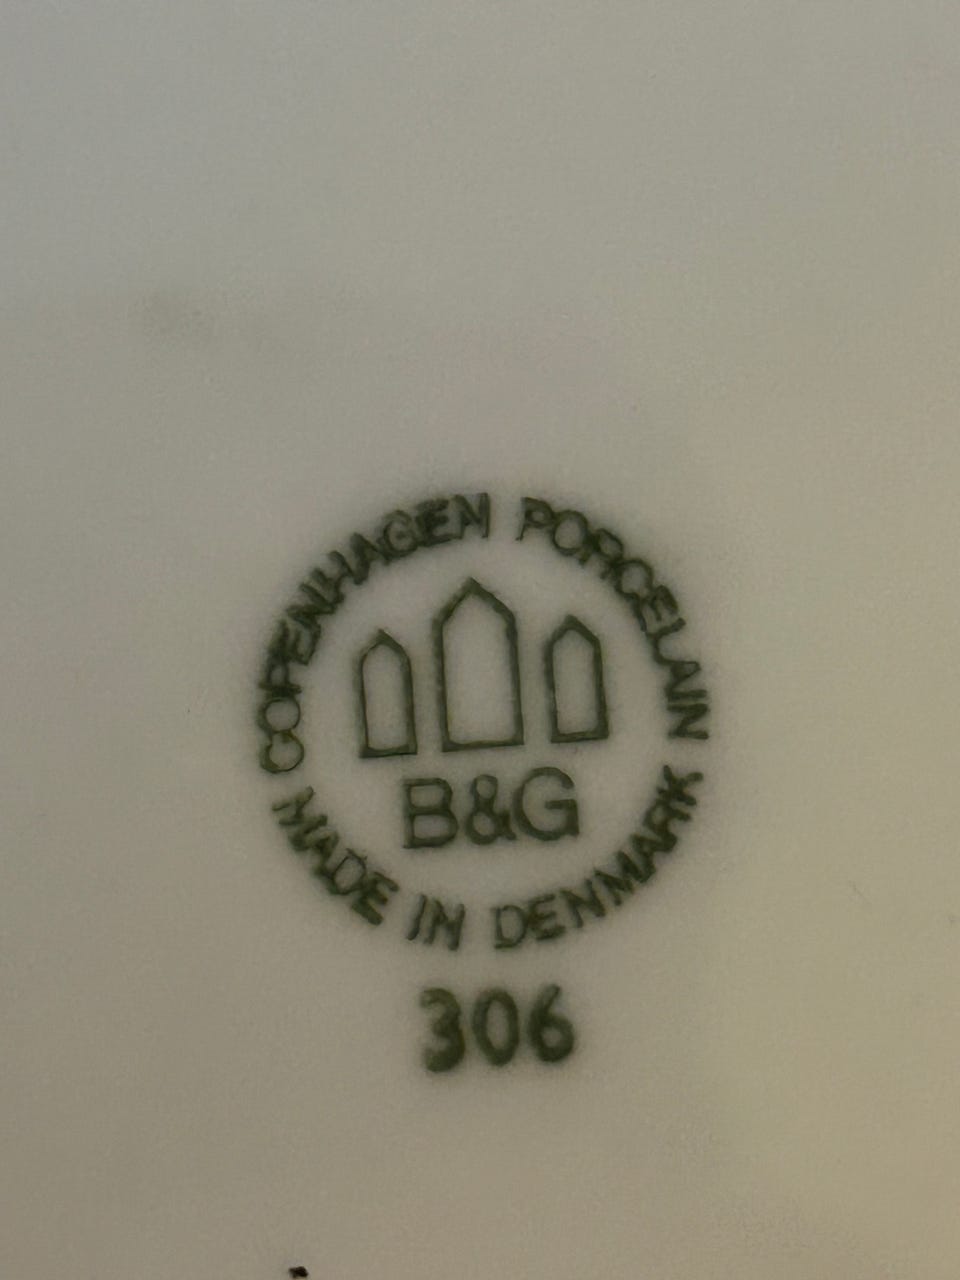 COPENHAGEN PORCELAIN
B&G
MADE IN DENMARK
306